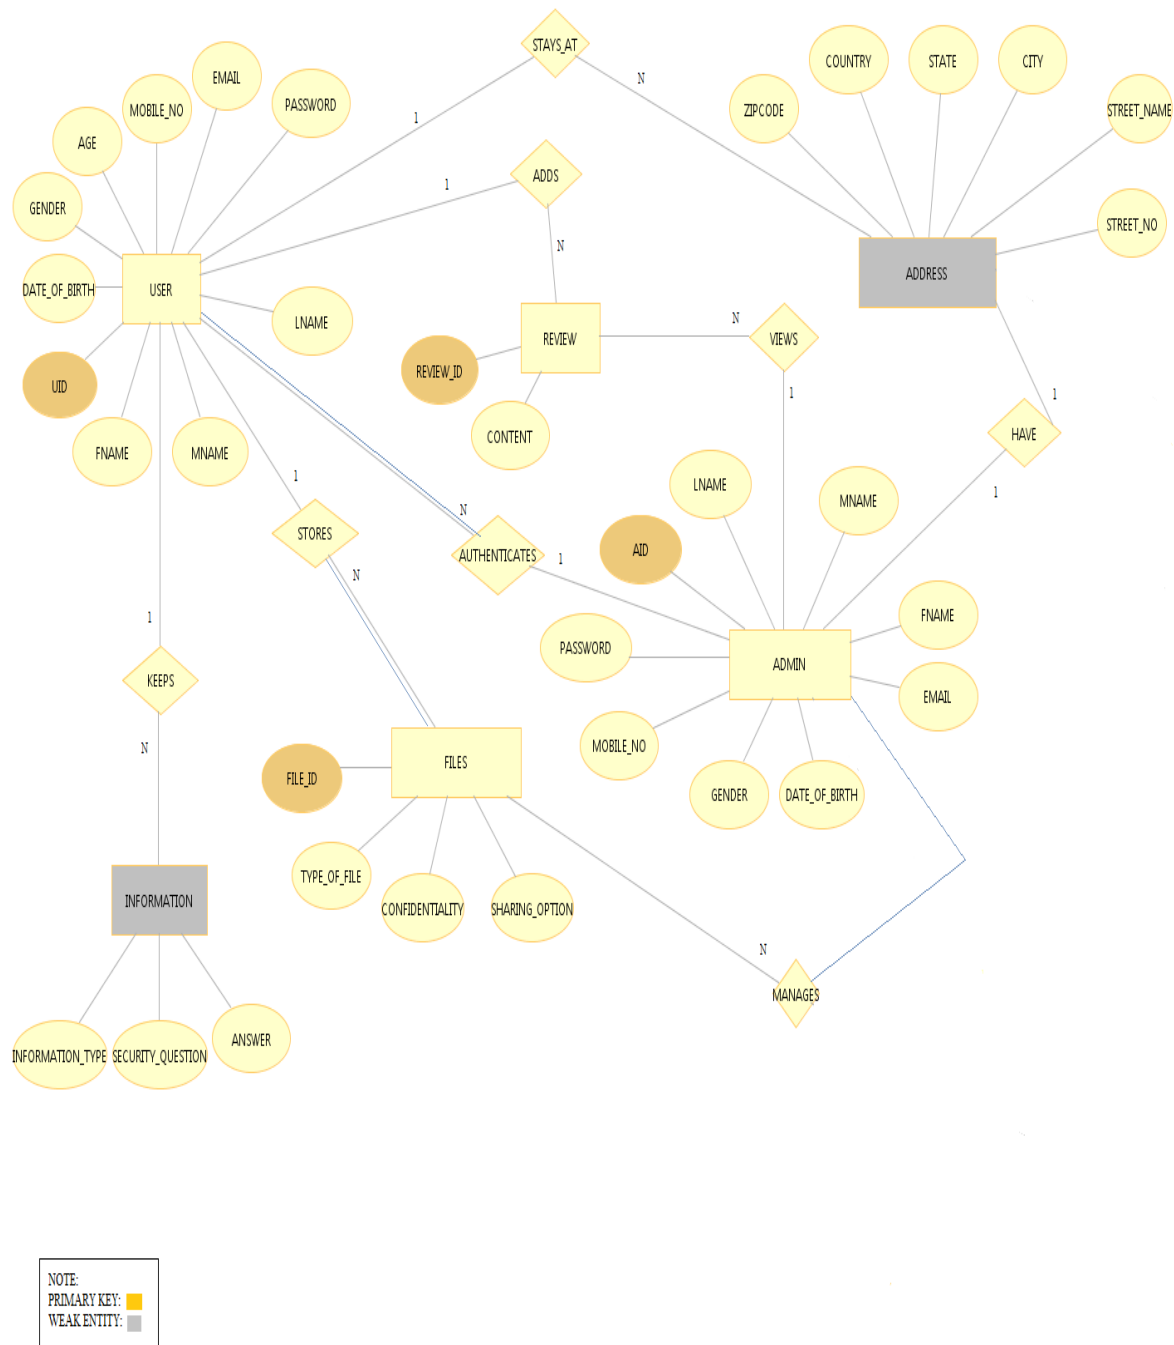 STAYS_AT
COUNTRY
STATE
CITY
EMAIL
N
PASSWORD
MOBILE_NO
ZIPCODE
STREET_NAME
1
AGE
ADDS
1
GENDER
STREET_NO
N
ADDRESS
DATE_OF_BIRTH
USER
LNAME
N
REVIEW
VIEWS
REVIEW_ID
UID
1
1
CONTENT
HAVE
FNAME
MNAME
1
LNAME
1
MNAME
N
STORES
AID
AUTHENTICATES
1
N
FNAME
1
PASSWORD
ADMIN
KEEPS
EMAIL
N
MOBILE_NO
FILES
FILE_ID
GENDER
DATE_OF_BIRTH
TYPE_OF_FILE
INFORMATION
CONFIDENTIALITY
SHARING_OPTION
N
MANAGES
ANSWER
INFORMATION_TYPE
SECURITY_QUESTION
NOTE:
PRIMARY KEY:
WEAK ENTITY: